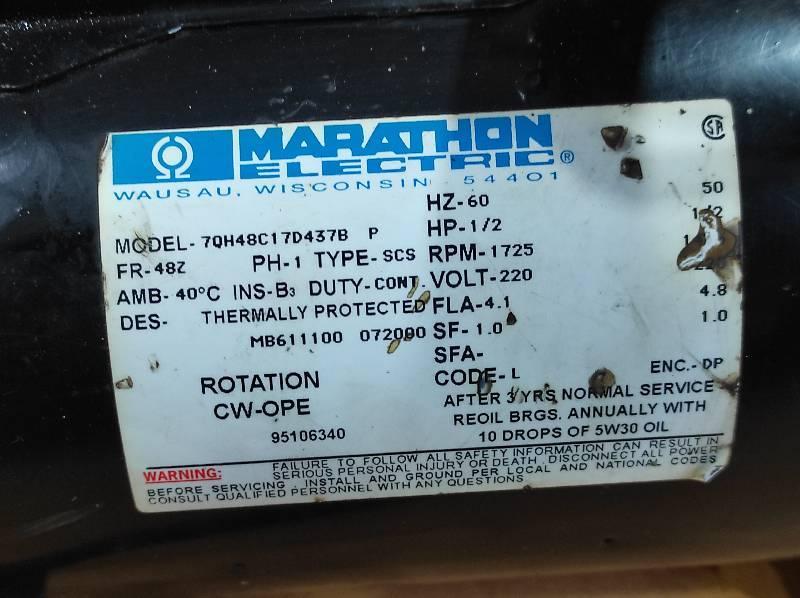 MARATHON
ELECTRIC®
WAUSAU, WISCONSIN 54401
MODEL- 7QH48C17D437B P
FR-48Z PH-1 TYPE-SCS
AMB- 40°C INS-B3 DUTY-CONT.
DES- THERMALLY PROTECTED
MB611100 072000
ROTATION
CW-OPE
95106340
SA
HZ-60 50
HP-1/2 1/2
RPM-1725
VOLT-220
FLA-4.1 4.8
SF-1.0 1.0
SFA-
CODE-L ENC.-DP
AFTER 3 YRS NORMAL SERVICE
REOIL BRGS. ANNUALLY WITH
10 DROPS OF 5W30 OIL
WARNING: FAILURE TO FOLLOW ALL SAFETY INFORMATION CAN RESULT IN
SERIOUS PERSONAL INJURY OR DEATH, DISCONNECT ALL POWER
BEFORE SERVICING. INSTALL AND GROUND PER LOCAL AND NATIONAL CODES
CONSULT QUALIFIED PERSONNEL WITH ANY QUESTIONS